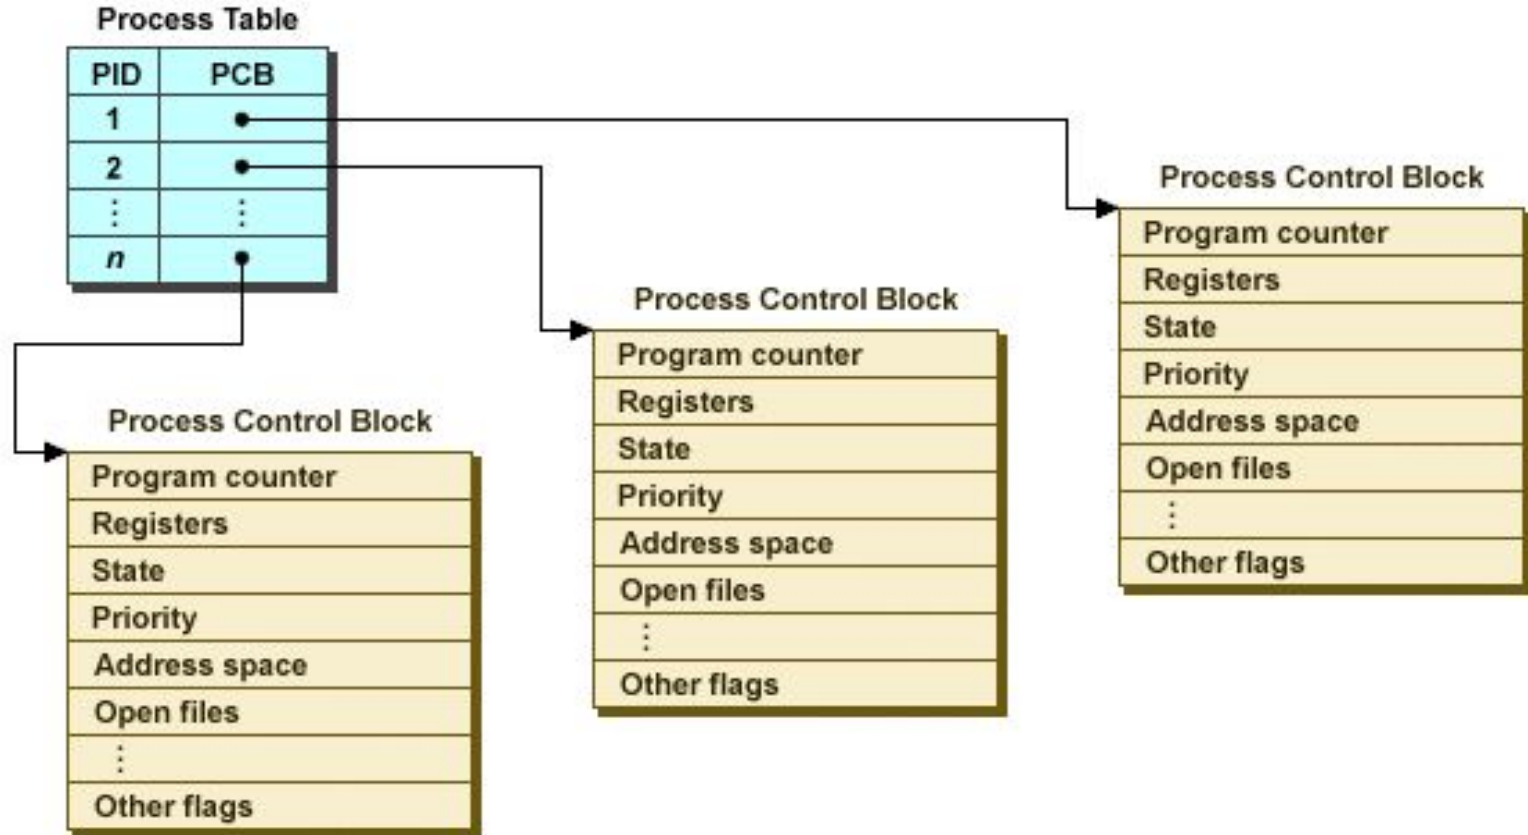 Process Table
PID PCB
1
2
⋮ ⋮
n
Process Control Block
Program counter
Registers
State
Priority
Address space
Open files
⋮
Other flags
Process Control Block
Program counter
Registers
State
Priority
Address space
Open files
⋮
Other flags
Process Control Block
Program counter
Registers
State
Priority
Address space
Open files
⋮
Other flags